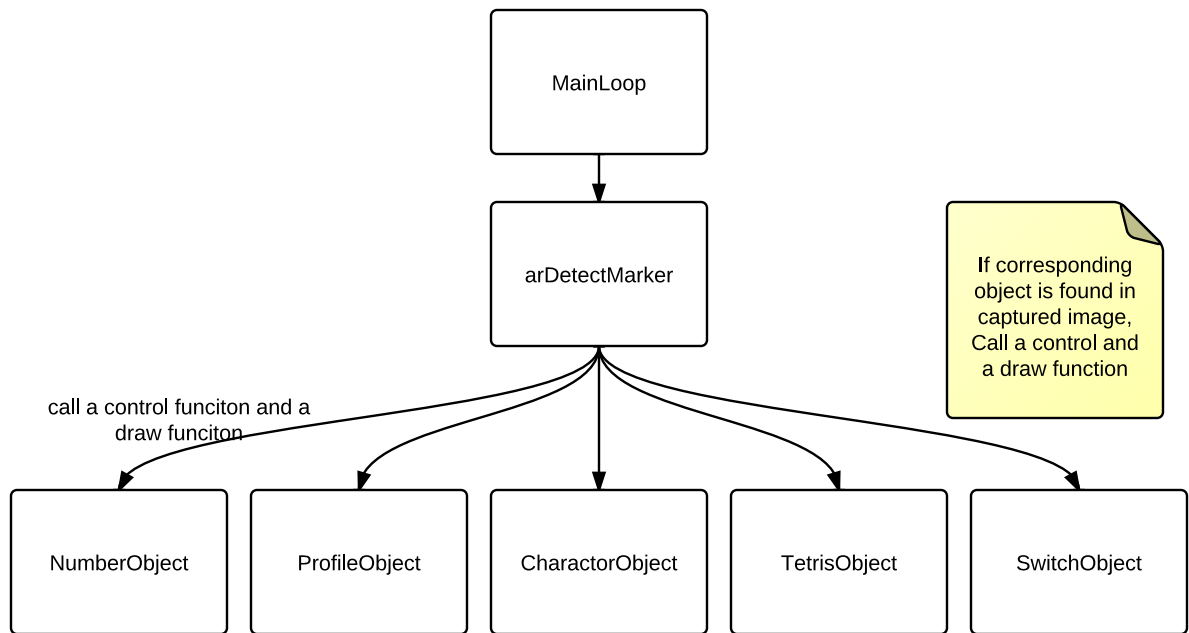 MainLoop
arDetectMarker
If corresponding
object is found in
captured image,
Call a control and
a draw function
call a control funciton and a
draw funciton
NumberObject
ProfileObject
CharactorObject
TetrisObject
SwitchObject